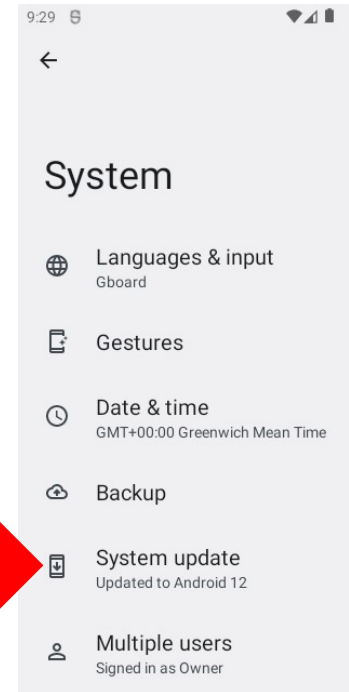 9:29
System
Languages & input
Gboard
Gestures
Date & time
GMT+00:00 Greenwich Mean Time
Backup
System update
Updated to Android 12
Multiple users
Signed in as Owner